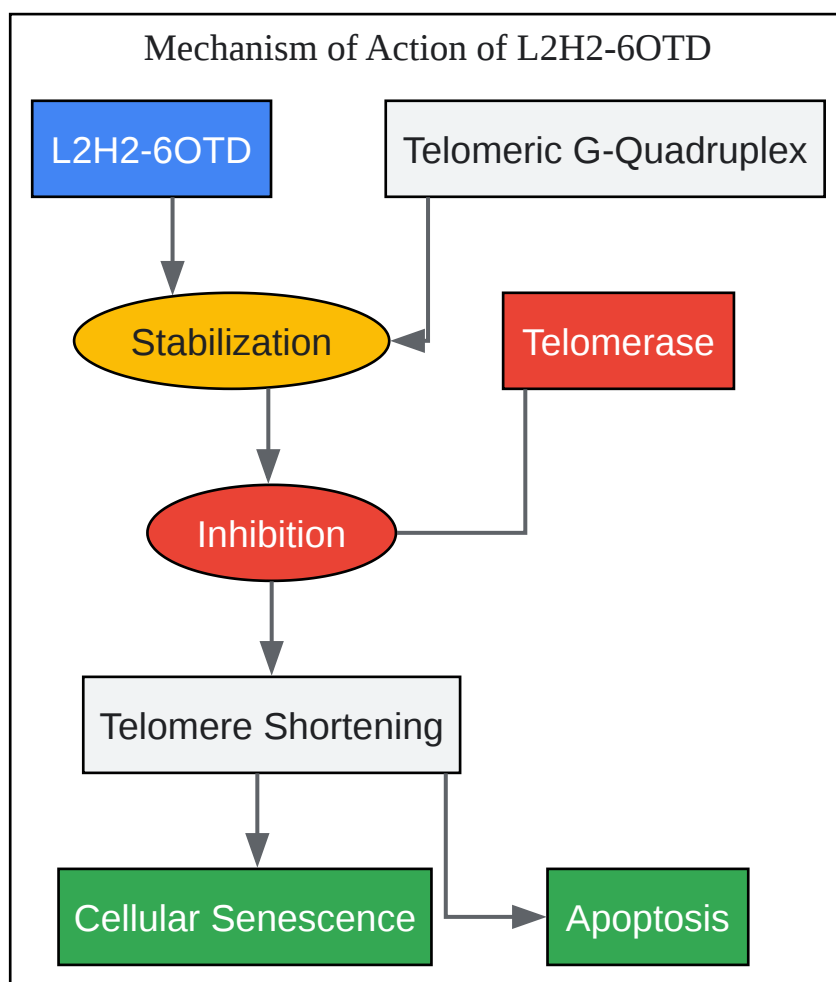 Mechanism of Action of L2H2-6OTD
L2H2-6OTD
Telomeric G-Quadruplex
Stabilization
Telomerase
Inhibition
Telomere Shortening
Cellular Senescence
Apoptosis